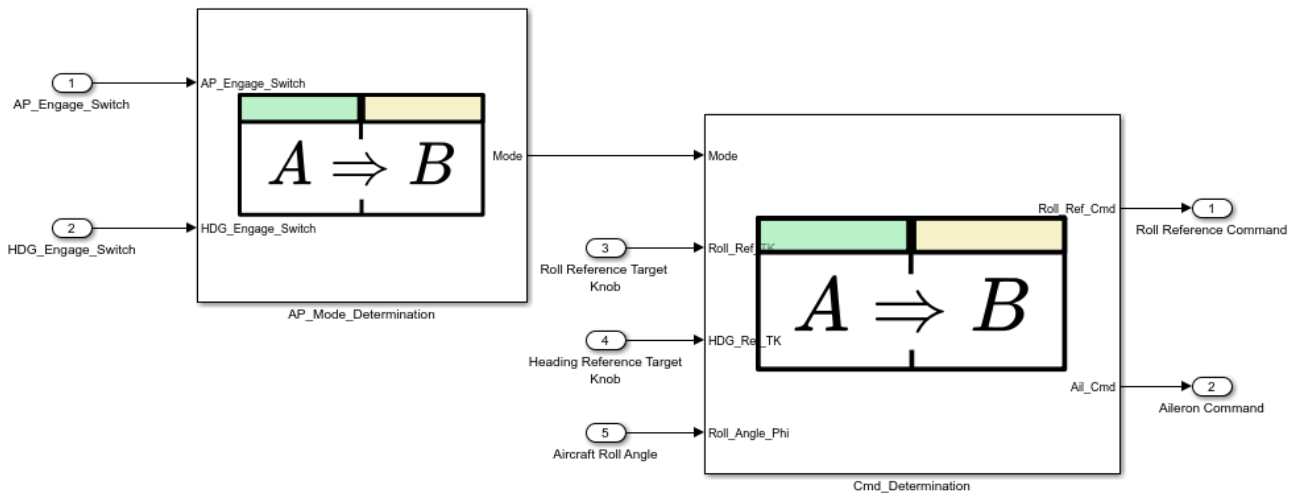 1
AP_Engage_Switch
2
HDG_Engage_Switch
AP_Engage_Switch
HDG_Engage_Switch
A ⇒ B
Mode
AP_Mode_Determination
3
Roll Reference Target
Knob
4
Heading Reference Target
Knob
5
Aircraft Roll Angle
Mode
Roll_Ref_TK
HDG_Ref_TK
Roll_Angle_Phi
A ⇒ B
Roll_Ref_Cmd
Ail_Cmd
Cmd_Determination
1
Roll Reference Command
2
Aileron Command